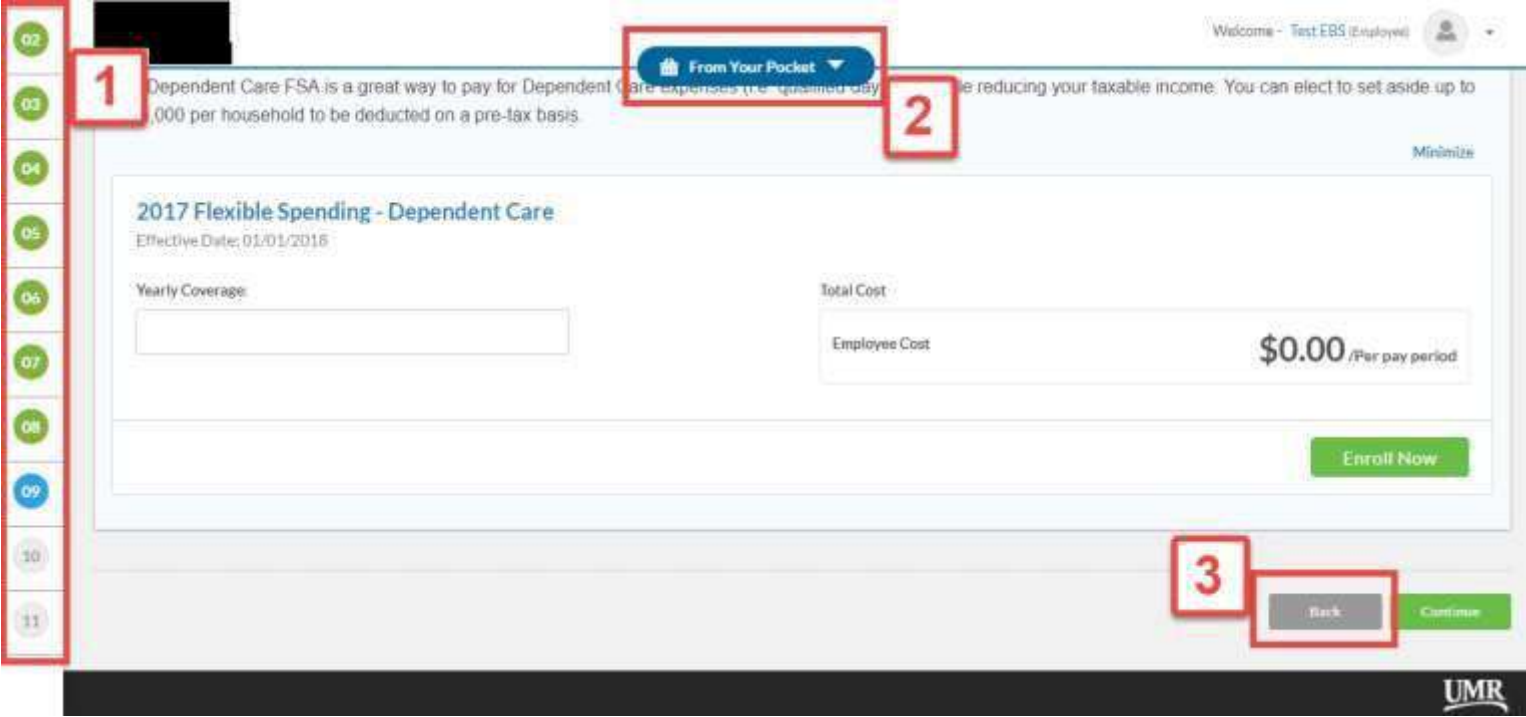 02
03
04
05
06
07
08
09
10
11
1
From Your Pocket
Welcome - Test EBS (Employee)
2
Dependent Care FSA is a great way to pay for Dependent Care expenses (i.e. qualified day reducing your taxable income. You can elect to set aside up to
,000 per household to be deducted on a pre-tax basis.
Minimize
2017 Flexible Spending - Dependent Care
Effective Date: 01/01/2018
Yearly Coverage:
Total Cost
Employee Cost
$0.00 /Per pay period
Enroll Now
3
Back
Continue
UMR